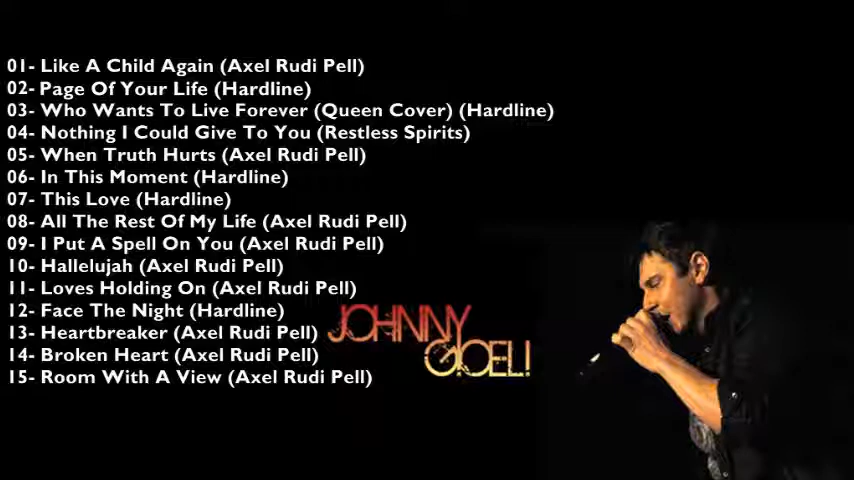 01- Like A Child Again (Axel Rudi Pell)
02- Page Of Your Life (Hardline)
03- Who Wants To Live Forever (Queen Cover) (Hardline)
04- Nothing I Could Give To You (Restless Spirits)
05- When Truth Hurts (Axel Rudi Pell)
06- In This Moment (Hardline)
07- This Love (Hardline)
08- All The Rest Of My Life (Axel Rudi Pell)
09- I Put A Spell On You (Axel Rudi Pell)
10- Hallelujah (Axel Rudi Pell)
11- Loves Holding On (Axel Rudi Pell)
12- Face The Night (Hardline)
13- Heartbreaker (Axel Rudi Pell)
14- Broken Heart (Axel Rudi Pell)
15- Room With A View (Axel Rudi Pell)
JOHNNY
GIOELI